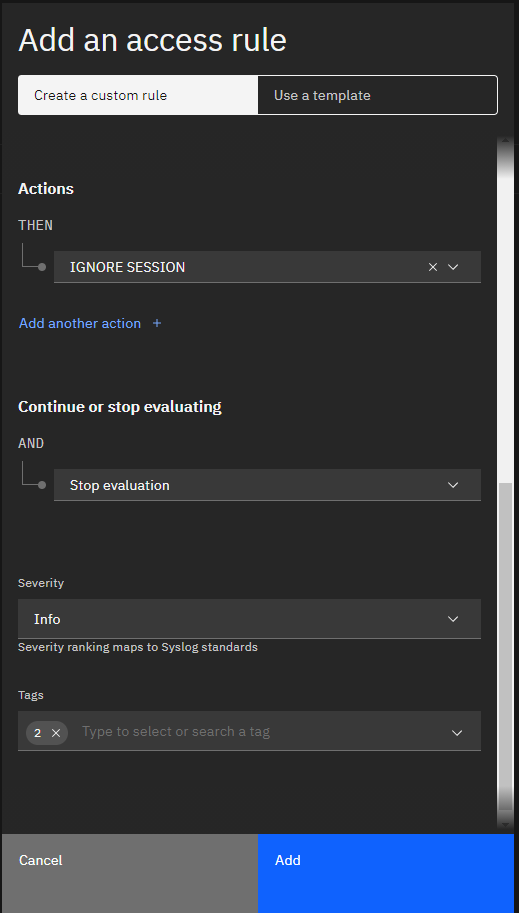 Add an access rule
Create a custom rule
Use a template
Actions
THEN
IGNORE SESSION
Add another action +
Continue or stop evaluating
AND
Stop evaluation
Severity
Info
Severity ranking maps to Syslog standards
Tags
2 Type to select or search a tag
Cancel
Add